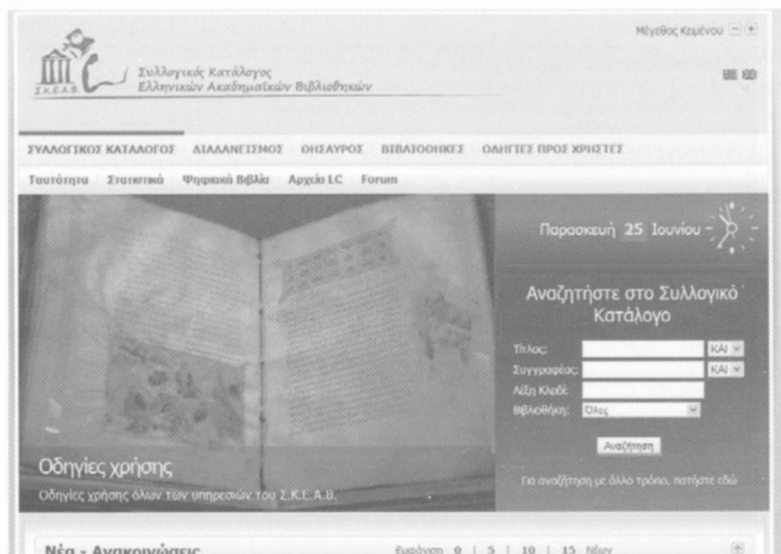 Μέγεθος Κειμένου
Σ.Κ.Ε.Α.Β.
Συλλογικός Κατάλογος
Ελληνικών Ακαδημαϊκών Βιβλιοθηκών
ΣΥΛΛΟΓΙΚΟΣ ΚΑΤΑΛΟΓΟΣ ΔΙΑΔΑΝΕΙΣΜΟΣ ΘΗΣΑΥΡΟΣ ΒΙΒΛΙΟΘΗΚΕΣ ΟΔΗΓΙΕΣ ΠΡΟΣ ΧΡΗΣΤΕΣ
Ταυτότητα Στατιστικά Ψηφιακά Βιβλία Αρχεία LC Forum
Παρασκευή 25 Ιουνίου
Αναζητήστε στο Συλλογικό
Κατάλογο
Τίτλος: ΚΑΙ
Συγγραφέας: ΚΑΙ
Λέξη Κλειδί:
Βιβλιοθήκη: Όλες
Αναζήτηση
Για αναζήτηση με άλλο τρόπο, πατήστε εδώ
Οδηγίες χρήσης
Οδηγίες χρήσης όλων των υπηρεσιών του Σ.Κ.Ε.Α.Β.
Νέα - Ανακοινώσεις Εμφάνιση 0 | 5 | 10 | 15 Νέων